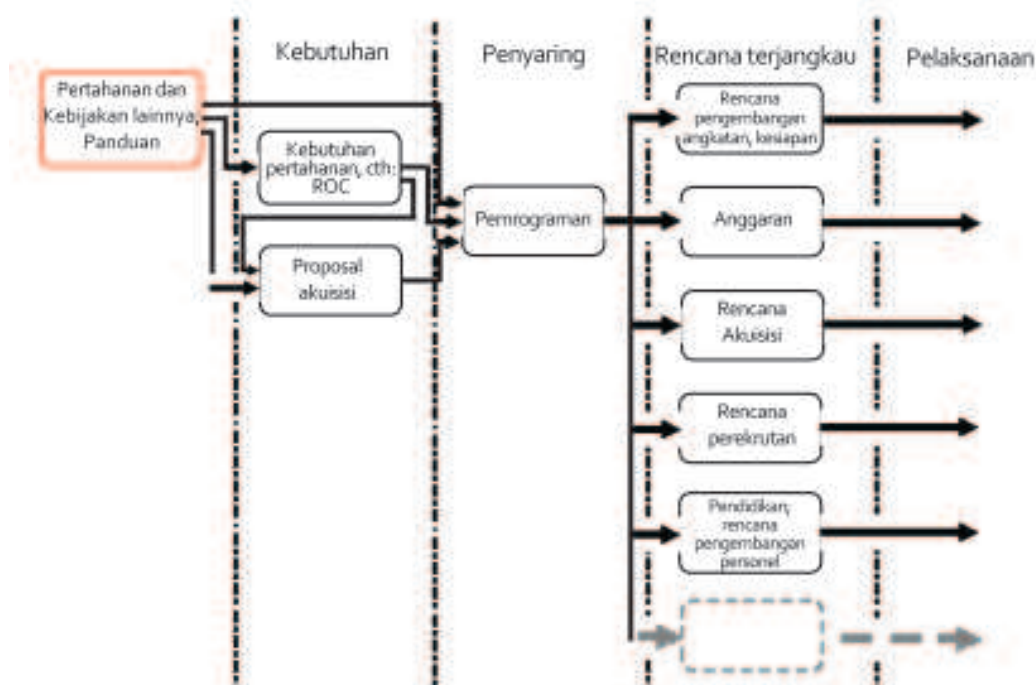 Kebutuhan
Penyaring
Rencana terjangkau
Pelaksanaan
Pertahanan dan
Kebijakan lainnya,
Panduan
Kebutuhan
pertahanan, cth:
ROC
Proposal
akuisisi
Pemrograman
Rencana
pengembangan
angkatan, kesiapan
Anggaran
Rencana
Akuisisi
Rencana
perekrutan
Pendidikan,
rencana
pengembangan
personel